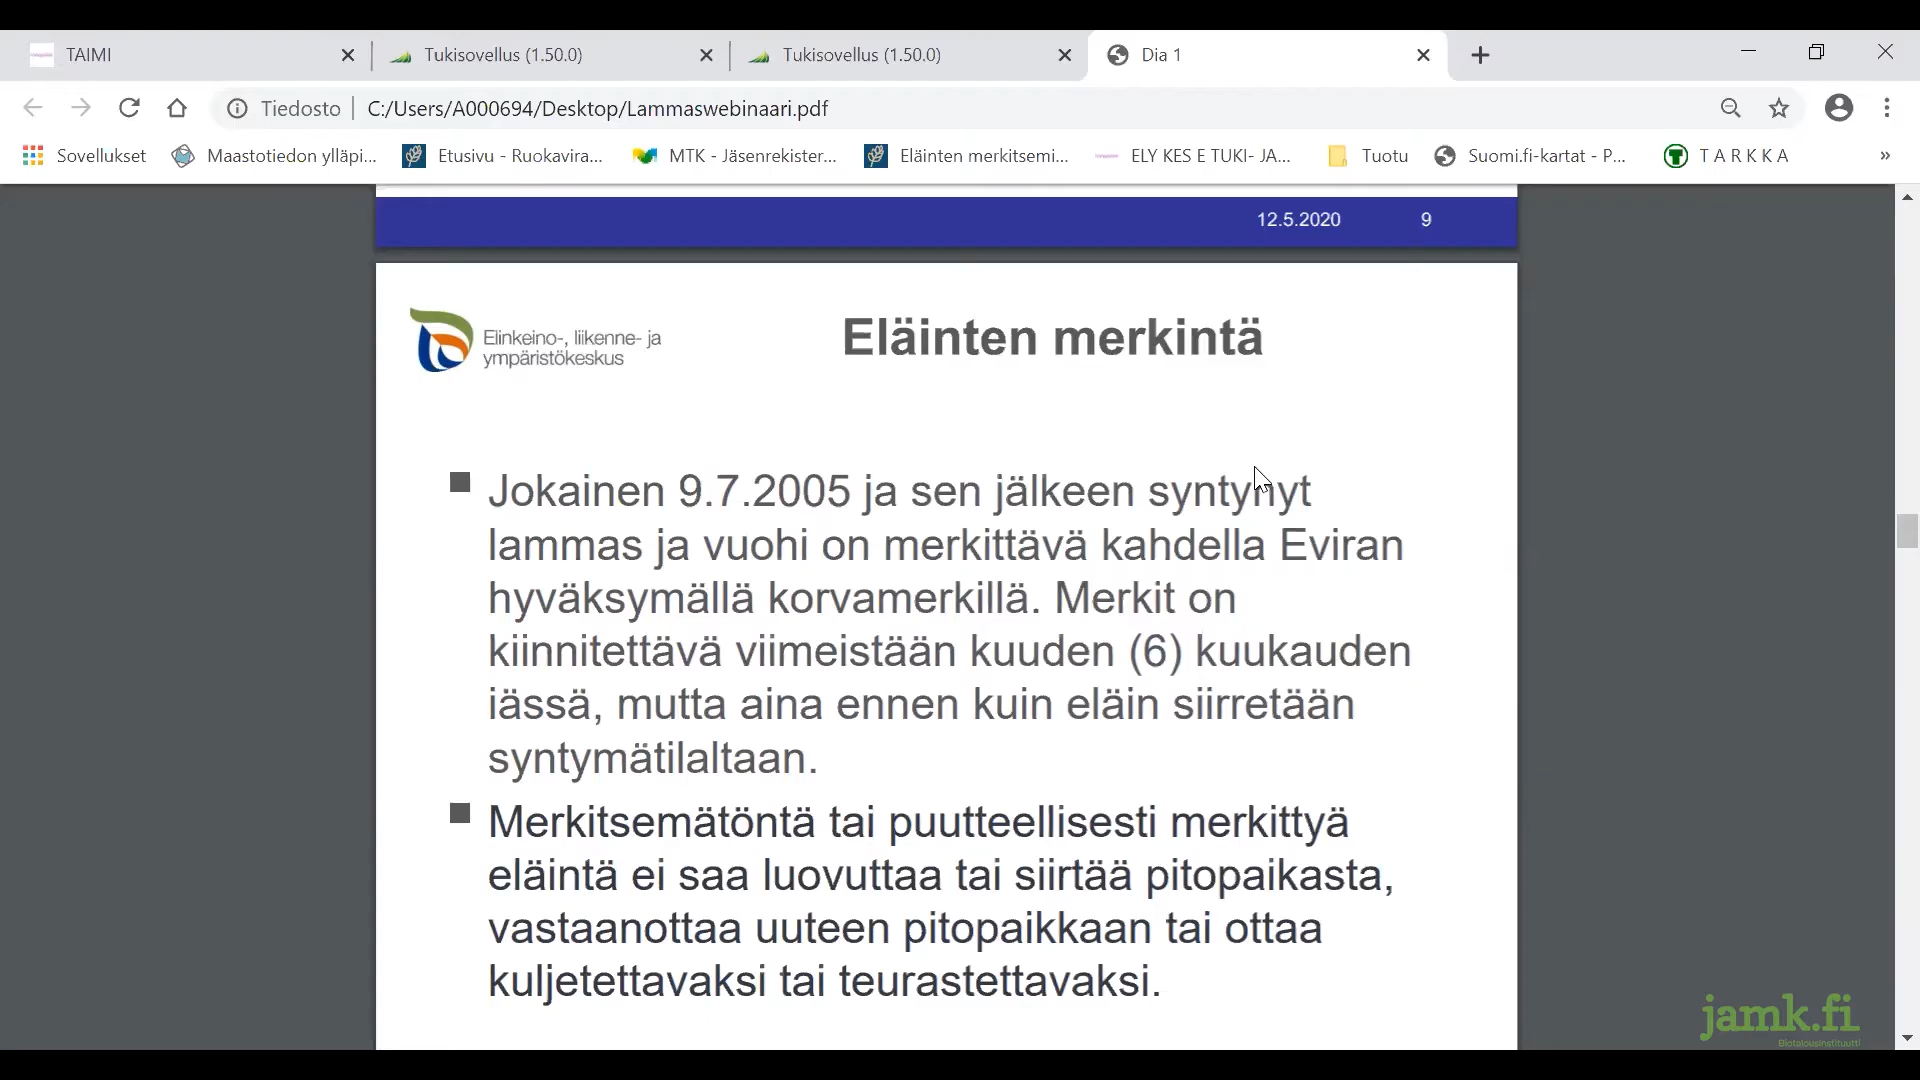 TAIMI
Tukisovellus (1.50.0)
Tukisovellus (1.50.0)
Dia 1
Tiedosto
C:/Users/A000694/Desktop/Lammaswebinaari.pdf
Sovellukset
Maastotiedon ylläpi...
Etusivu - Ruokavira...
MTK - Jäsenrekister...
Eläinten merkitsemi...
ELY KES E TUKI- JA...
Tuotu
Suomi.fi-kartat - P...
T A R K K A
»
12.5.2020 9
Elinkeino-, liikenne- ja
ympäristökeskus
Eläinten merkintä
Jokainen 9.7.2005 ja sen jälkeen syntynyt
lammas ja vuohi on merkittävä kahdella Eviran
hyväksymällä korvamerkillä. Merkit on
kiinnitettävä viimeistään kuuden (6) kuukauden
iässä, mutta aina ennen kuin eläin siirretään
syntymätilaltaan.
Merkitsemätöntä tai puutteellisesti merkittyä
eläintä ei saa luovuttaa tai siirtää pitopaikasta,
vastaanottaa uuteen pitopaikkaan tai ottaa
kuljetettavaksi tai teurastettavaksi.
jamk.fi
Biotalousinstituutti